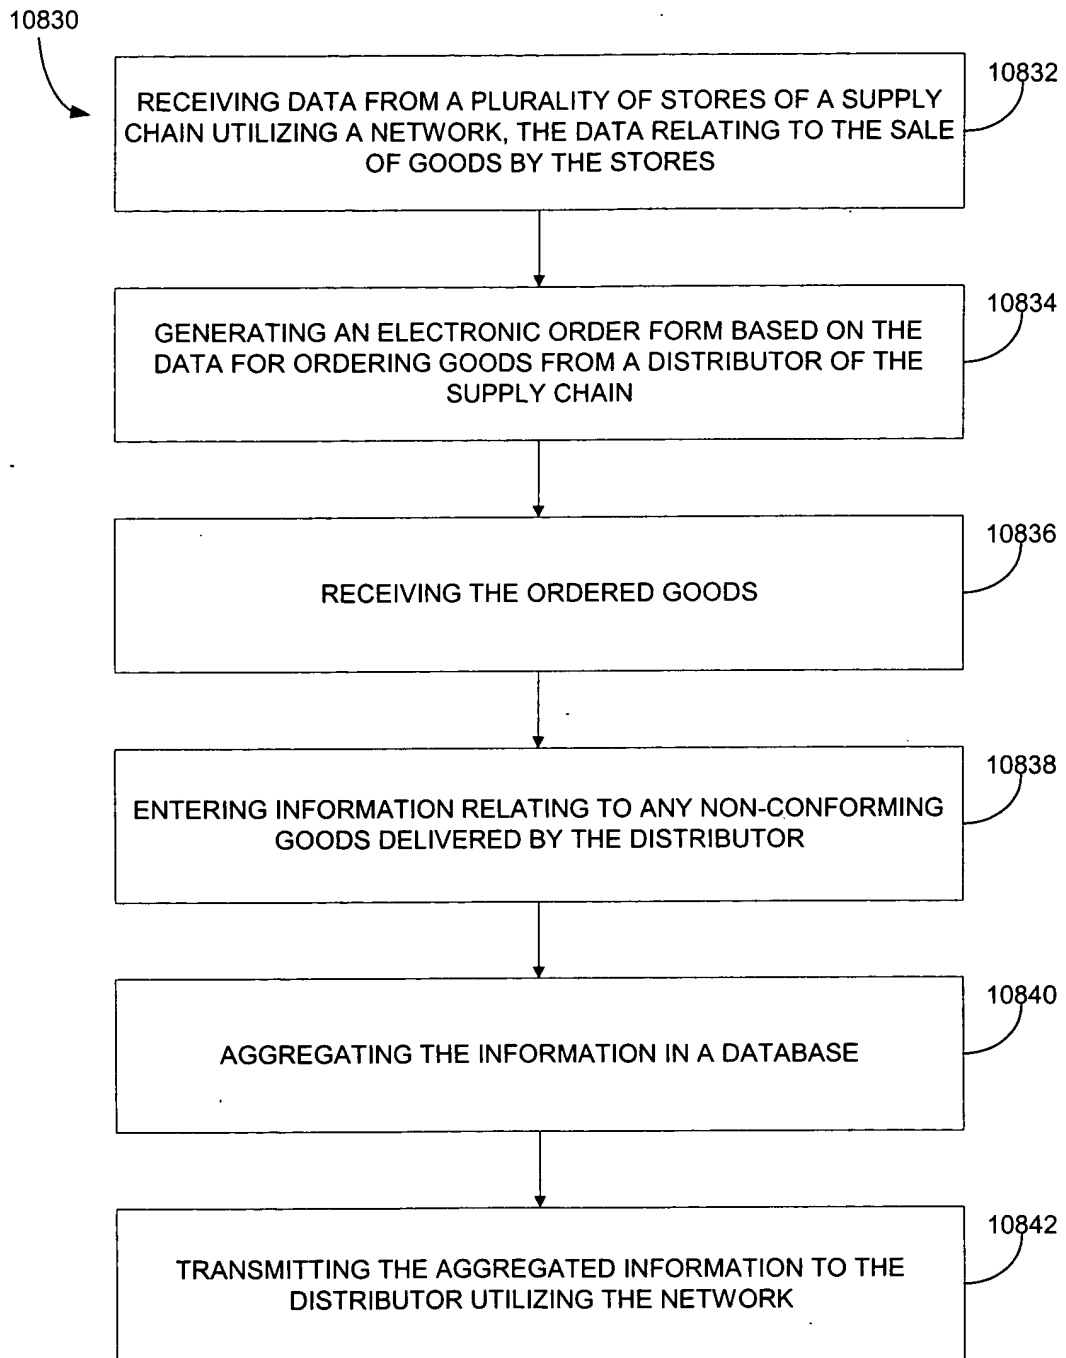 10830
10832
RECEIVING DATA FROM A PLURALITY OF STORES OF A SUPPLY
CHAIN UTILIZING A NETWORK, THE DATA RELATING TO THE SALE
OF GOODS BY THE STORES
10834
GENERATING AN ELECTRONIC ORDER FORM BASED ON THE
DATA FOR ORDERING GOODS FROM A DISTRIBUTOR OF THE
SUPPLY CHAIN
10836
RECEIVING THE ORDERED GOODS
10838
ENTERING INFORMATION RELATING TO ANY NON-CONFORMING
GOODS DELIVERED BY THE DISTRIBUTOR
10840
AGGREGATING THE INFORMATION IN A DATABASE
10842
TRANSMITTING THE AGGREGATED INFORMATION TO THE
DISTRIBUTOR UTILIZING THE NETWORK